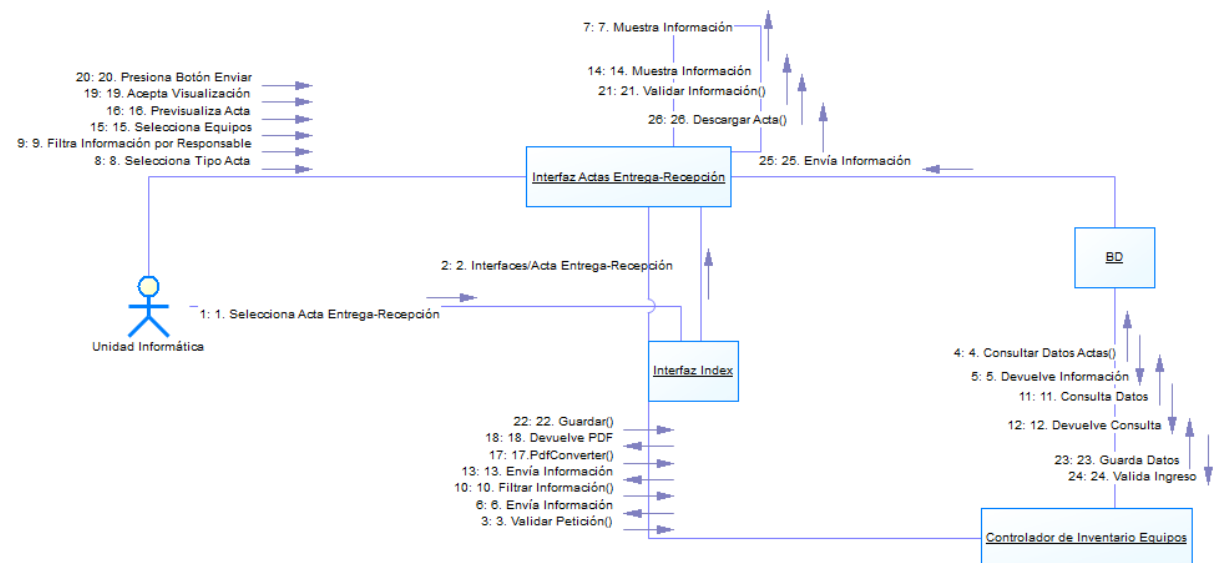 7: 7. Muestra Información
14: 14. Muestra Información
21: 21. Validar Información()
26: 26. Descargar Acta()
20: 20. Presiona Botón Enviar
19: 19. Acepta Visualización
16: 16. Previsualiza Acta
15: 15. Selecciona Equipos
9: 9. Filtra Información por Responsable
8: 8. Selecciona Tipo Acta
25: 25. Envía Información
Interfaz Actas Entrega-Recepción
BD
2: 2. Interfaces/Acta Entrega-Recepción
1: 1. Selecciona Acta Entrega-Recepción
Unidad Informática
Interfaz Index
4: 4. Consultar Datos Actas()
5: 5. Devuelve Información
11: 11. Consulta Datos
12: 12. Devuelve Consulta
23: 23. Guarda Datos
24: 24. Valida Ingreso
22: 22. Guardar()
18: 18. Devuelve PDF
17: 17.PdfConverter()
13: 13. Envía Información
10: 10. Filtrar Información()
6: 6. Envía Información
3: 3. Validar Petición()
Controlador de Inventario Equipos